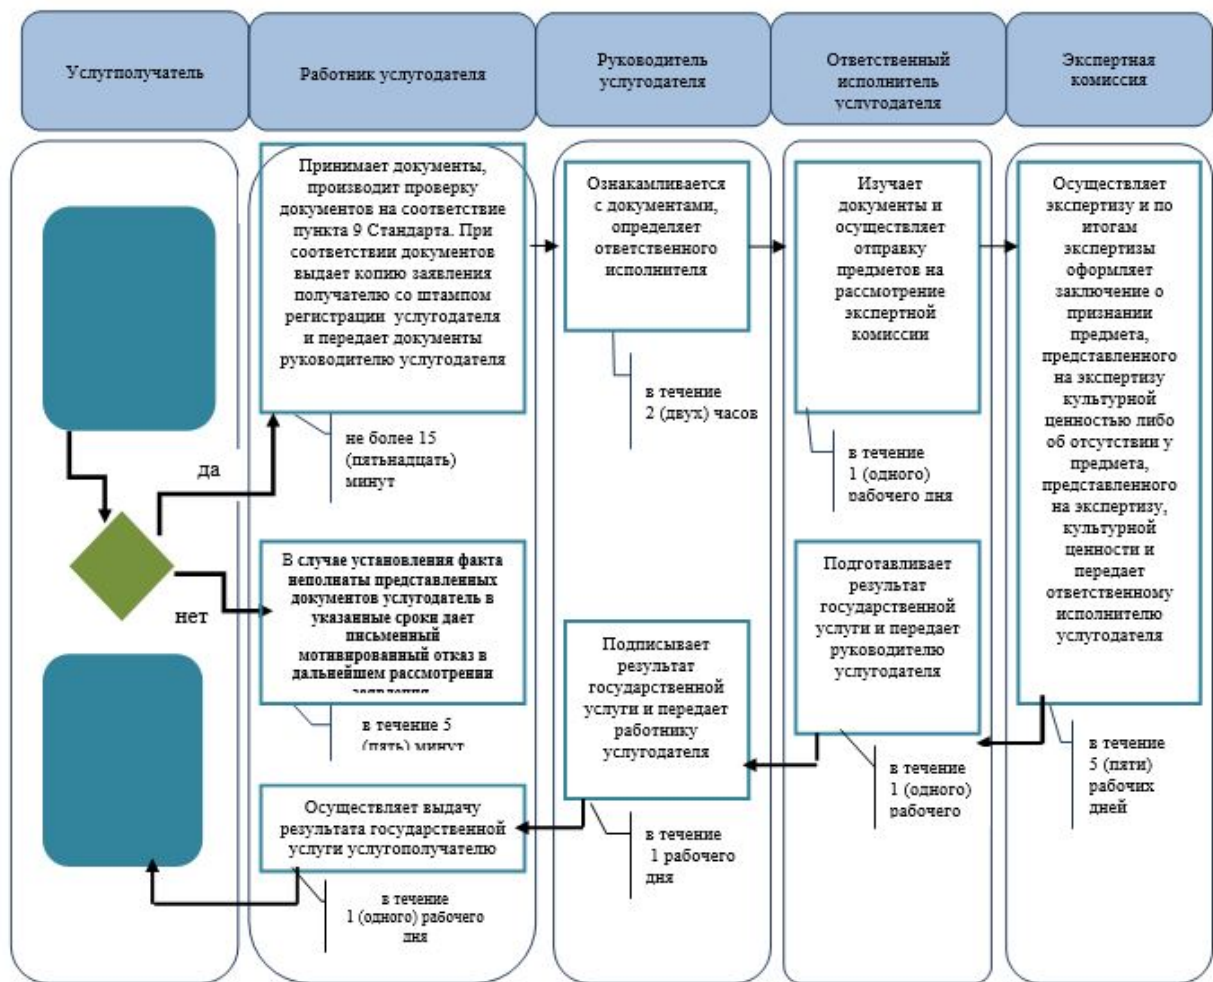 Услугполучатель
Работник услугодателя
Руководитель
услугодателя
Ответственный
исполнитель
услугодателя
Экспертная
комиссия
Принимает документы,
производит проверку
документов на соответствие
пункта 9 Стандарта. При
соответствии документов
выдает копию заявления
получателю со штампом
регистрации услугодателя
и передает документы
руководителю услугодателя
не более 15
(пятьнадцать)
минут
Ознакамливается
с документами,
определяет
ответственного
исполнителя
в течение
2 (двух) часов
Изучает
документы и
осуществляет
отправку
предметов на
рассмотрение
экспертной
комиссии
в течение
1 (одного)
рабочего дня
Осуществляет
экспертизу и по
итогам
экспертизы
оформляет
заключение о
признании
предмета,
представленного
на экспертизу
культурной
ценностью либо
об отсутствии у
предмета,
представленного
на экспертизу,
культурной
ценности и
передает
ответственному
исполнителю
услугодателя
в течение
5 (пяти)
рабочих
дней
да
нет
В случае установления факта
неполнаты представленных
документов услугодатель в
указанные сроки дает
письменный
мотивированный отказ в
дальнейшем рассмотрении
заявления
в течение 5
(пять) минут
Подготавливает
результат
государственной
услуги и передает
руководителю
услугодателя
в течение
1 (одного)
рабочего
Подписывает
результат
государственной
услуги и передает
работнику
услугодателя
в течение
1 рабочего
дня
Осуществляет выдачу
результата государственной
услуги услугополучателю
в течение
1 (одного) рабочего
дня